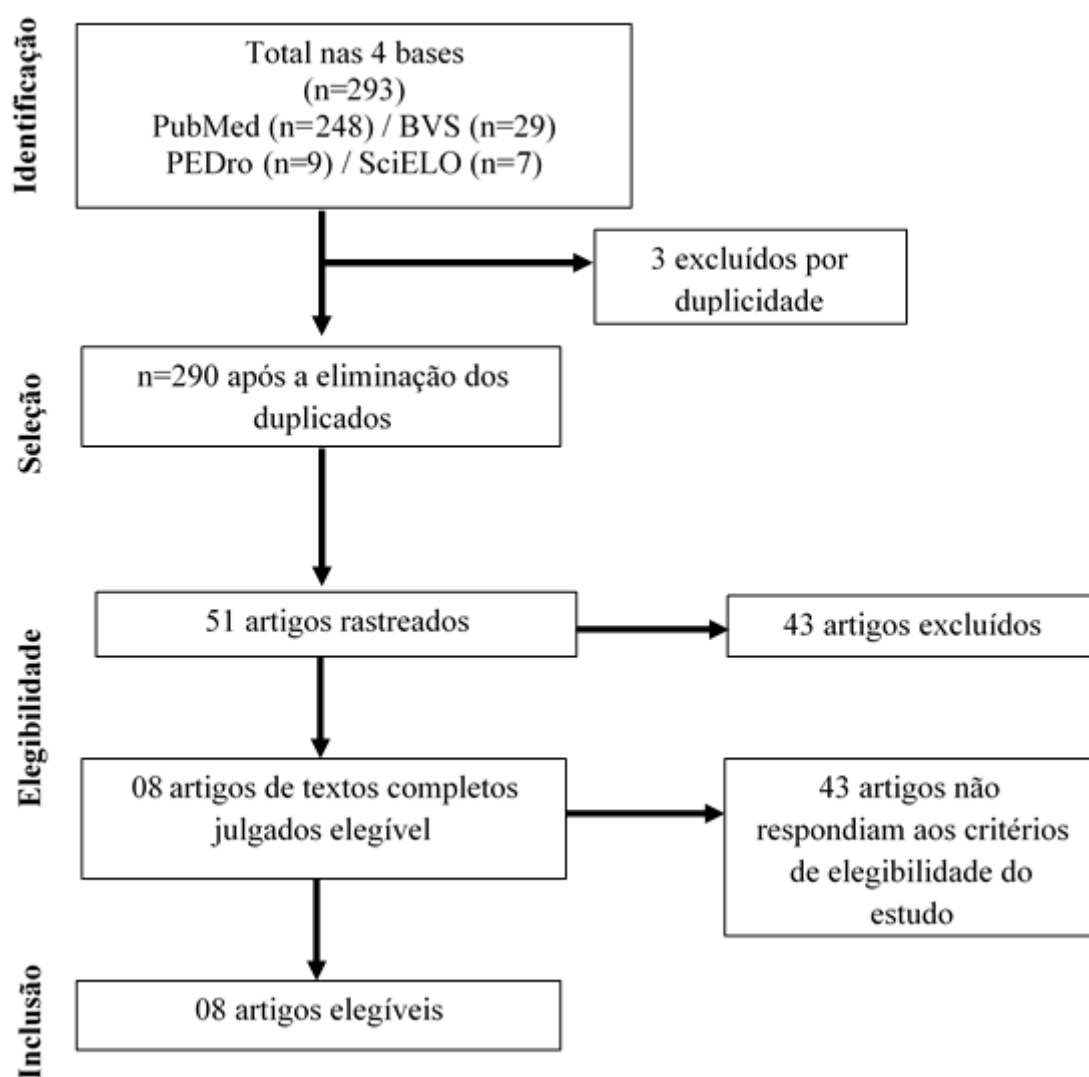 Identificação
Total nas 4 bases
(n=293)
PubMed (n=248) / BVS (n=29)
PEDro (n=9) / SciELO (n=7)
3 excluídos por
duplicidade
Seleção
n=290 após a eliminação dos
duplicados
Elegibilidade
51 artigos rastreados
43 artigos excluídos
08 artigos de textos completos
julgados elegível
43 artigos não
respondiam aos critérios
de elegibilidade do
estudo
Inclusão
08 artigos elegíveis